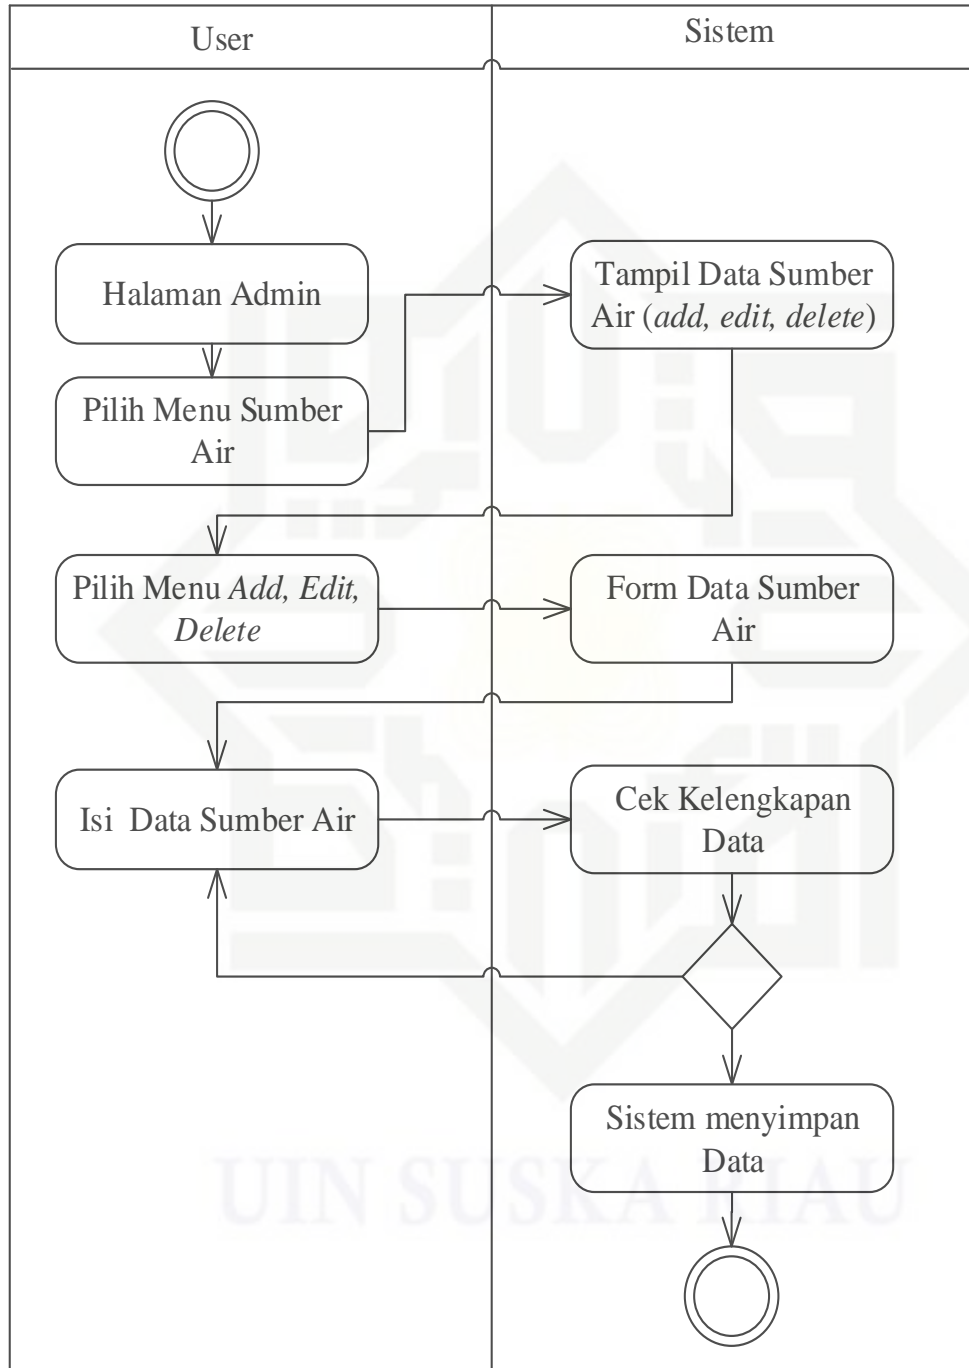 User
Sistem
Halaman Admin
Tampil Data Sumber
Air (add, edit, delete)
Pilih Menu Sumber
Air
Pilih Menu Add, Edit,
Delete
Form Data Sumber
Air
Isi  Data Sumber Air
Cek Kelengkapan
Data
Sistem menyimpan
Data
UIN SUSKA RIAU